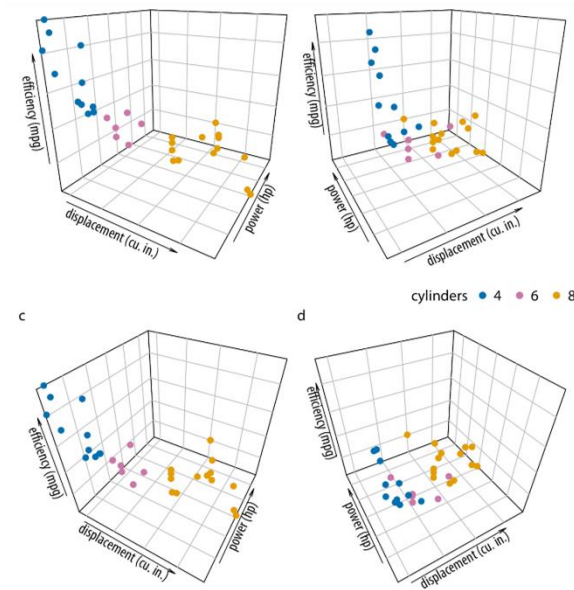 efficiency (mpg)
displacement (cu. in.)
power (hp)
efficiency (mpg)
power (hp)
displacement (cu. in.)
cylinders 4 6 8
c
d
efficiency (mpg)
displacement (cu. in.)
power (hp)
efficiency (mpg)
power (hp)
displacement (cu. in.)